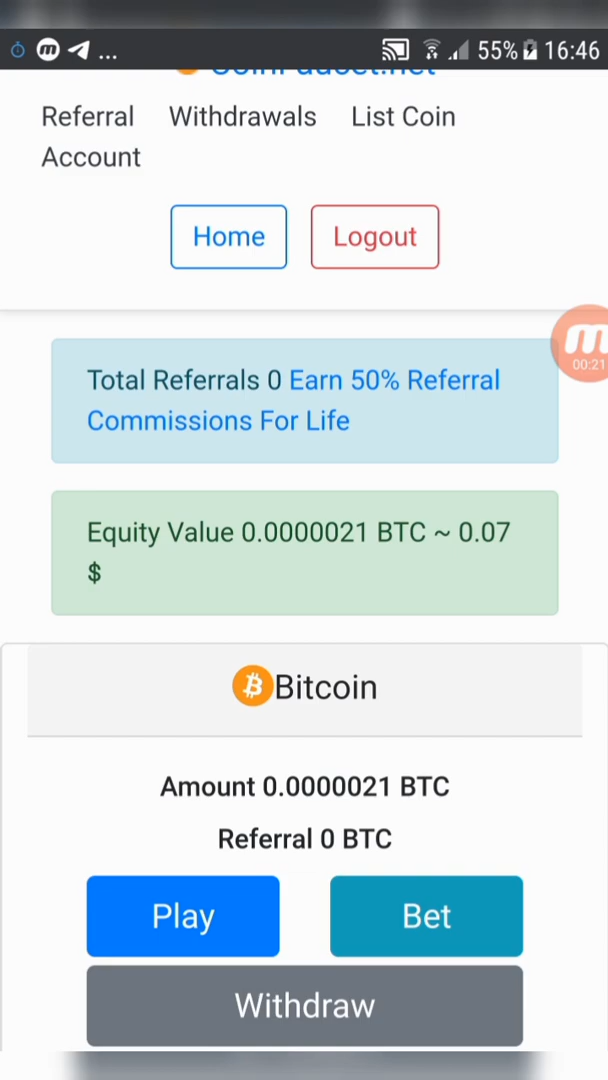 ... 55% 16:46
Referral Withdrawals List Coin
Account
Home Logout
00:21
Total Referrals 0 Earn 50% Referral
Commissions For Life
Equity Value 0.0000021 BTC ~ 0.07
$
Bitcoin
Amount 0.0000021 BTC
Referral 0 BTC
Play Bet
Withdraw